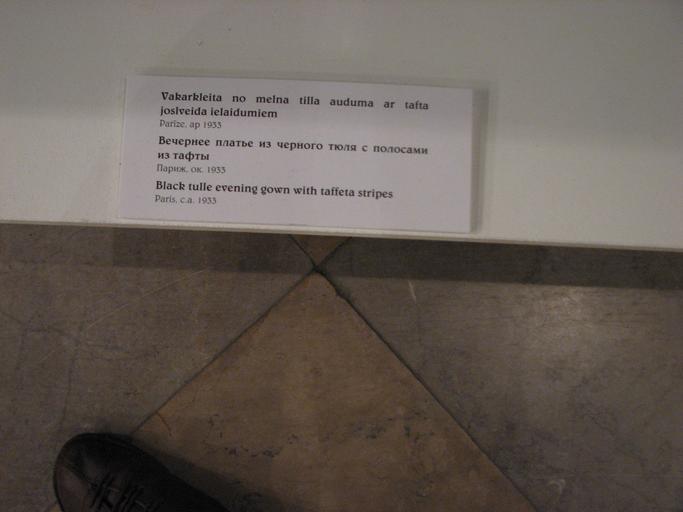 Vakarkleita no melna tilla auduma ar tafta
joslveida ielaidumiem
Parīze, ap 1933
Вечернее платье из черного тюля с полосами
из тафты
Париж, ок. 1933
Black tulle evening gown with taffeta stripes
Paris, c.a. 1933